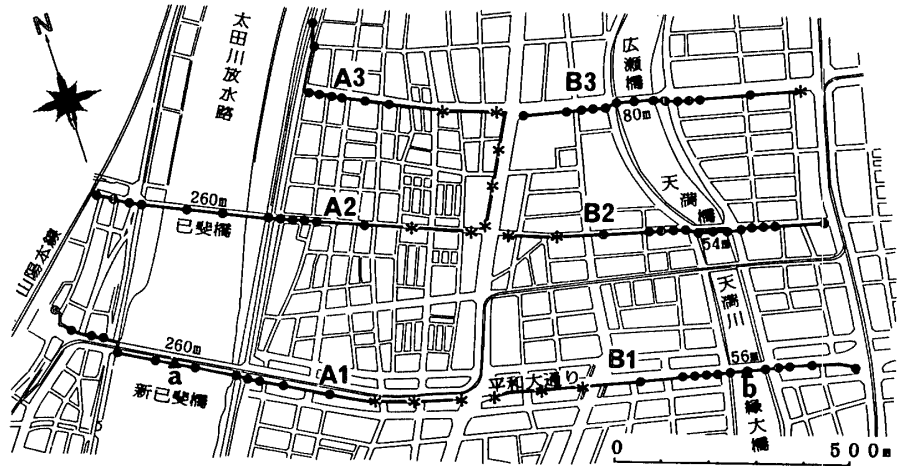 N
太田川放水路
広瀬橋
A3
B3
80m
260m
A2
己斐橋
B2
天満橋
54m
山陽本線
天満川
260m
a
新己斐橋
A1
平和大通り
B1
56m
b
緑大橋
0 500m